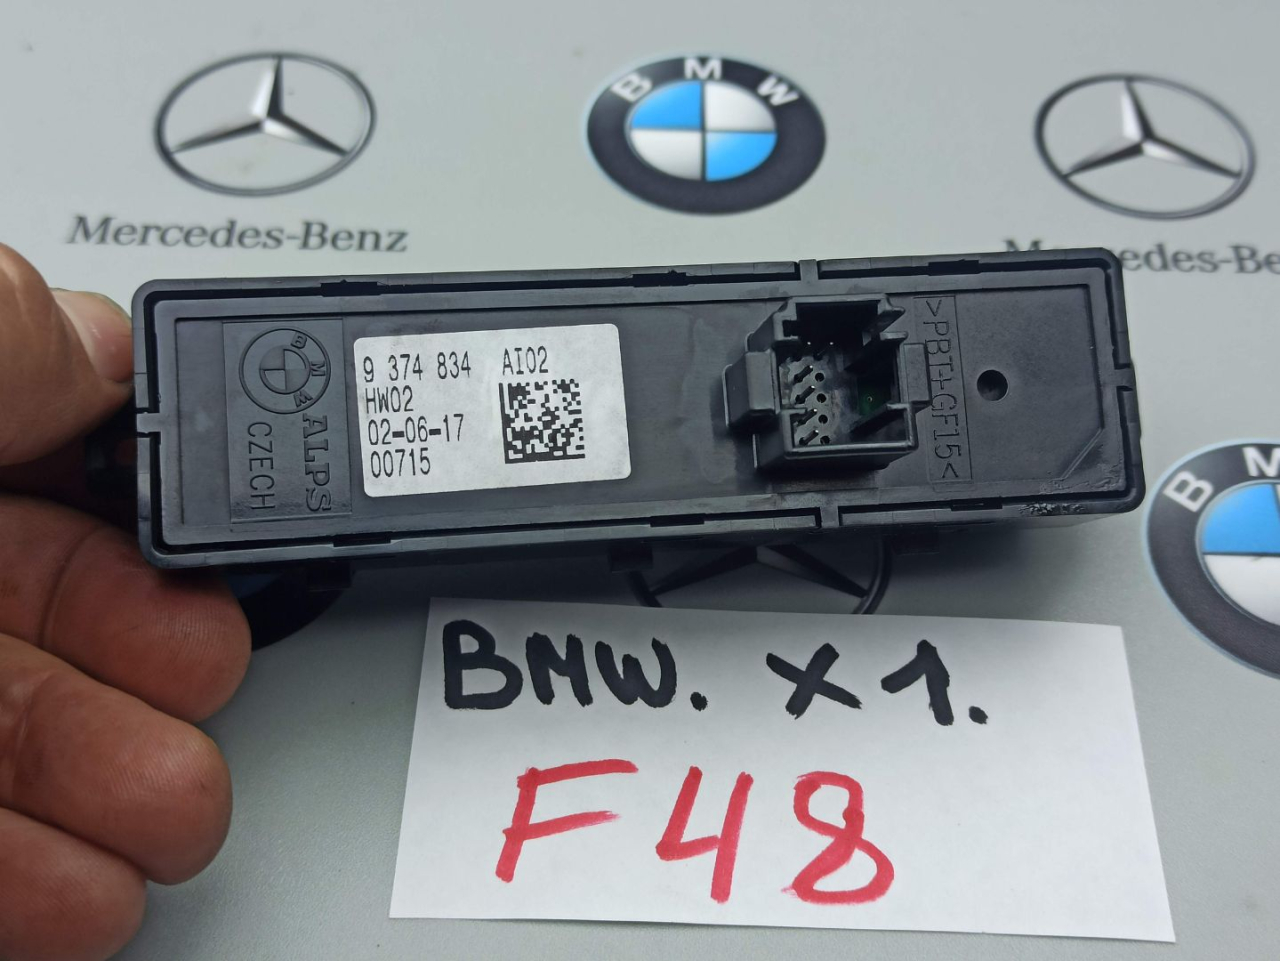 BMW
Mercedes-Benz
BMW
ALPS
CZECH
9 374 834 AI02
HW02
02-06-17
00715
>PBT+GF15<
BMW
BMW. X1.
F48